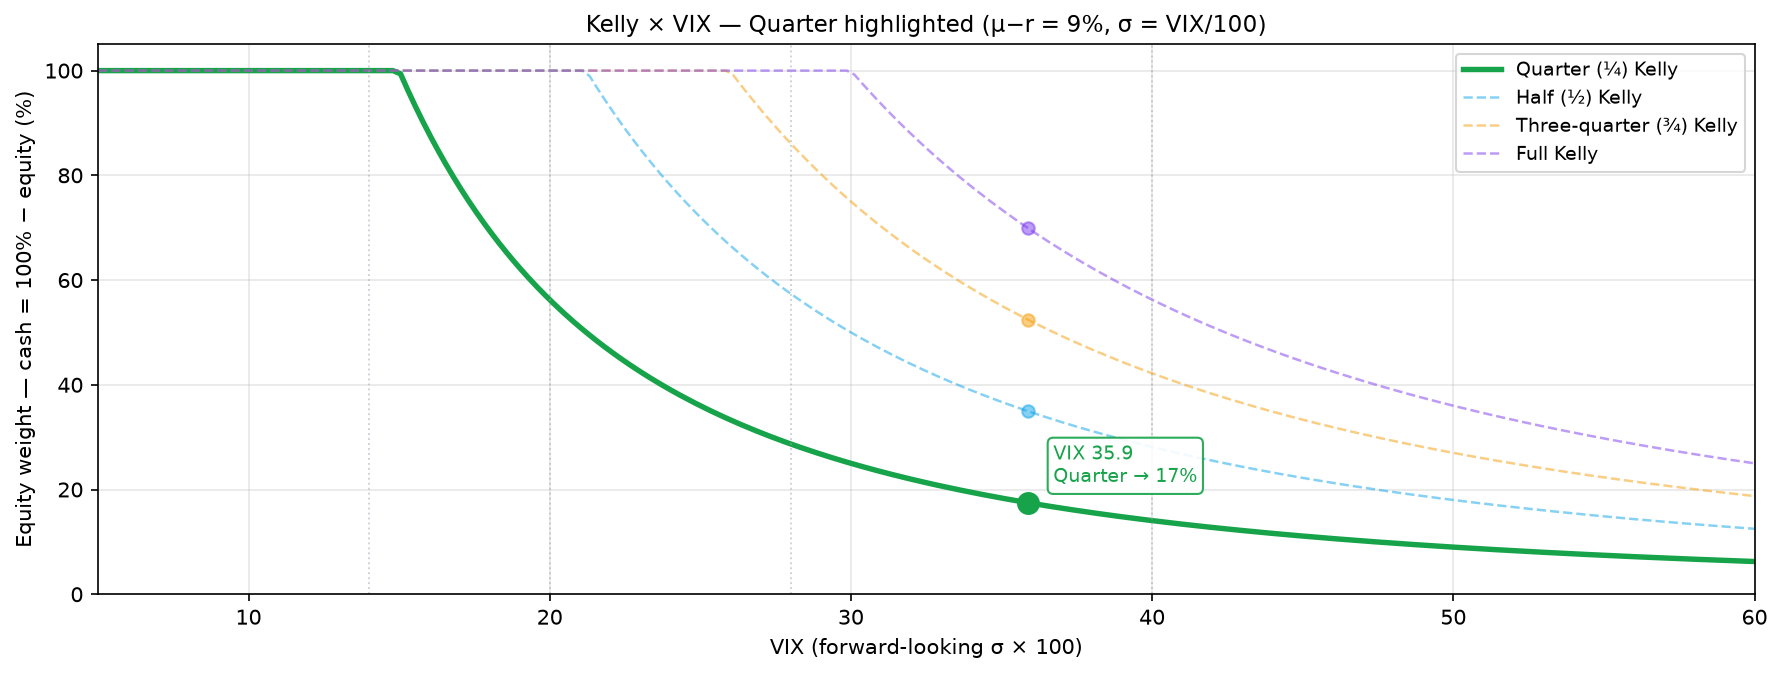 Kelly × VIX — Quarter highlighted (μ−r = 9%, σ = VIX/100)
Equity weight — cash = 100% − equity (%)
100
80
60
40
20
0
Quarter (¼) Kelly
Half (½) Kelly
Three-quarter (¾) Kelly
Full Kelly
VIX 35.9
Quarter → 17%
10
20
30
40
50
60
VIX (forward-looking σ × 100)